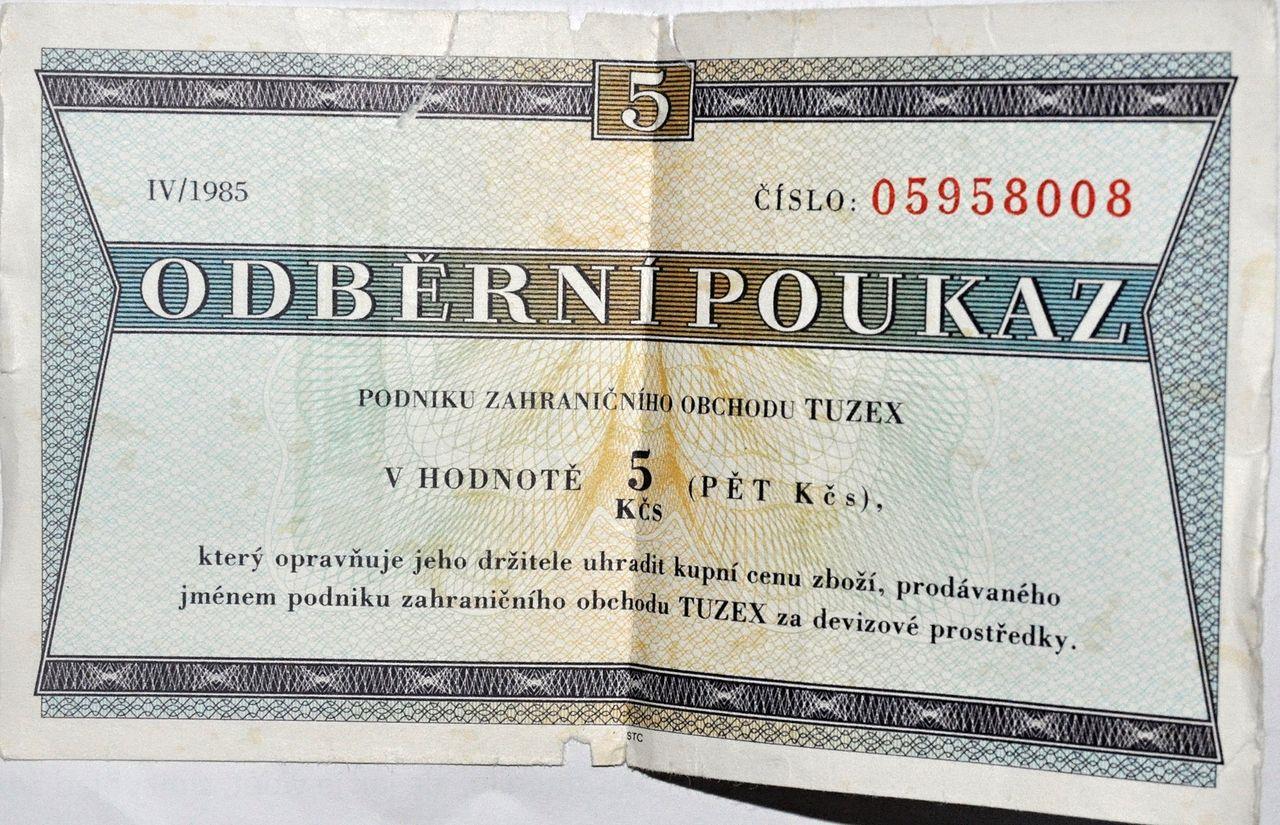 5
IV/1985 ČÍSLO: 05958008
ODBĚRNÍ POUKAZ
PODNIKU ZAHRANIČNÍHO OBCHODU TUZEX
V HODNOTĚ 5 Kčs (PĚT Kčs),
který opravňuje jeho držitele uhradit kupní cenu zboží, prodávaného
jménem podniku zahraničního obchodu TUZEX za devizové prostředky.
STC